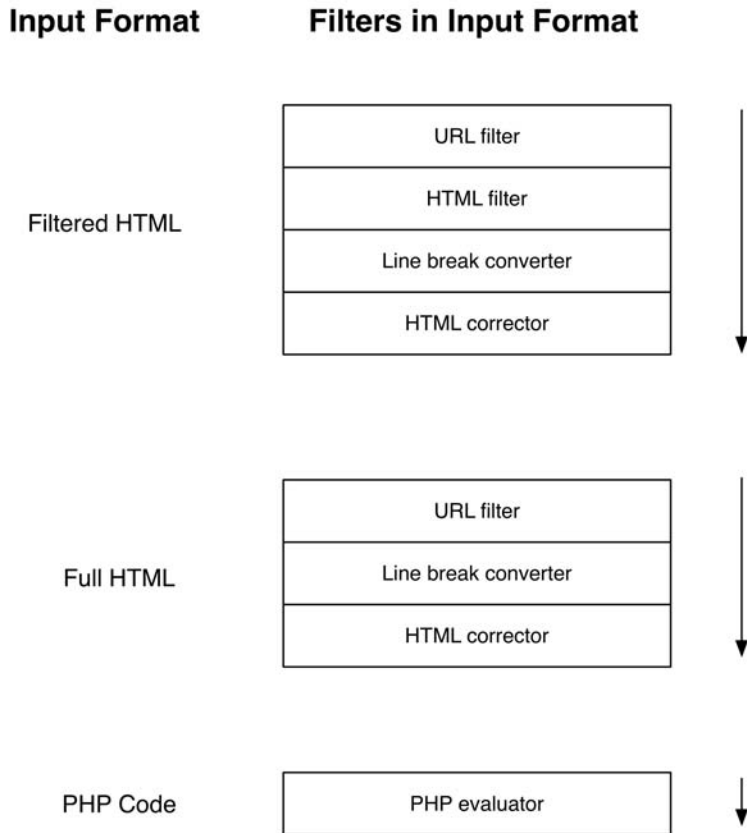 Input Format
Filters in Input Format
Filtered HTML
URL filter
HTML filter
Line break converter
HTML corrector
Full HTML
URL filter
Line break converter
HTML corrector
PHP Code
PHP evaluator